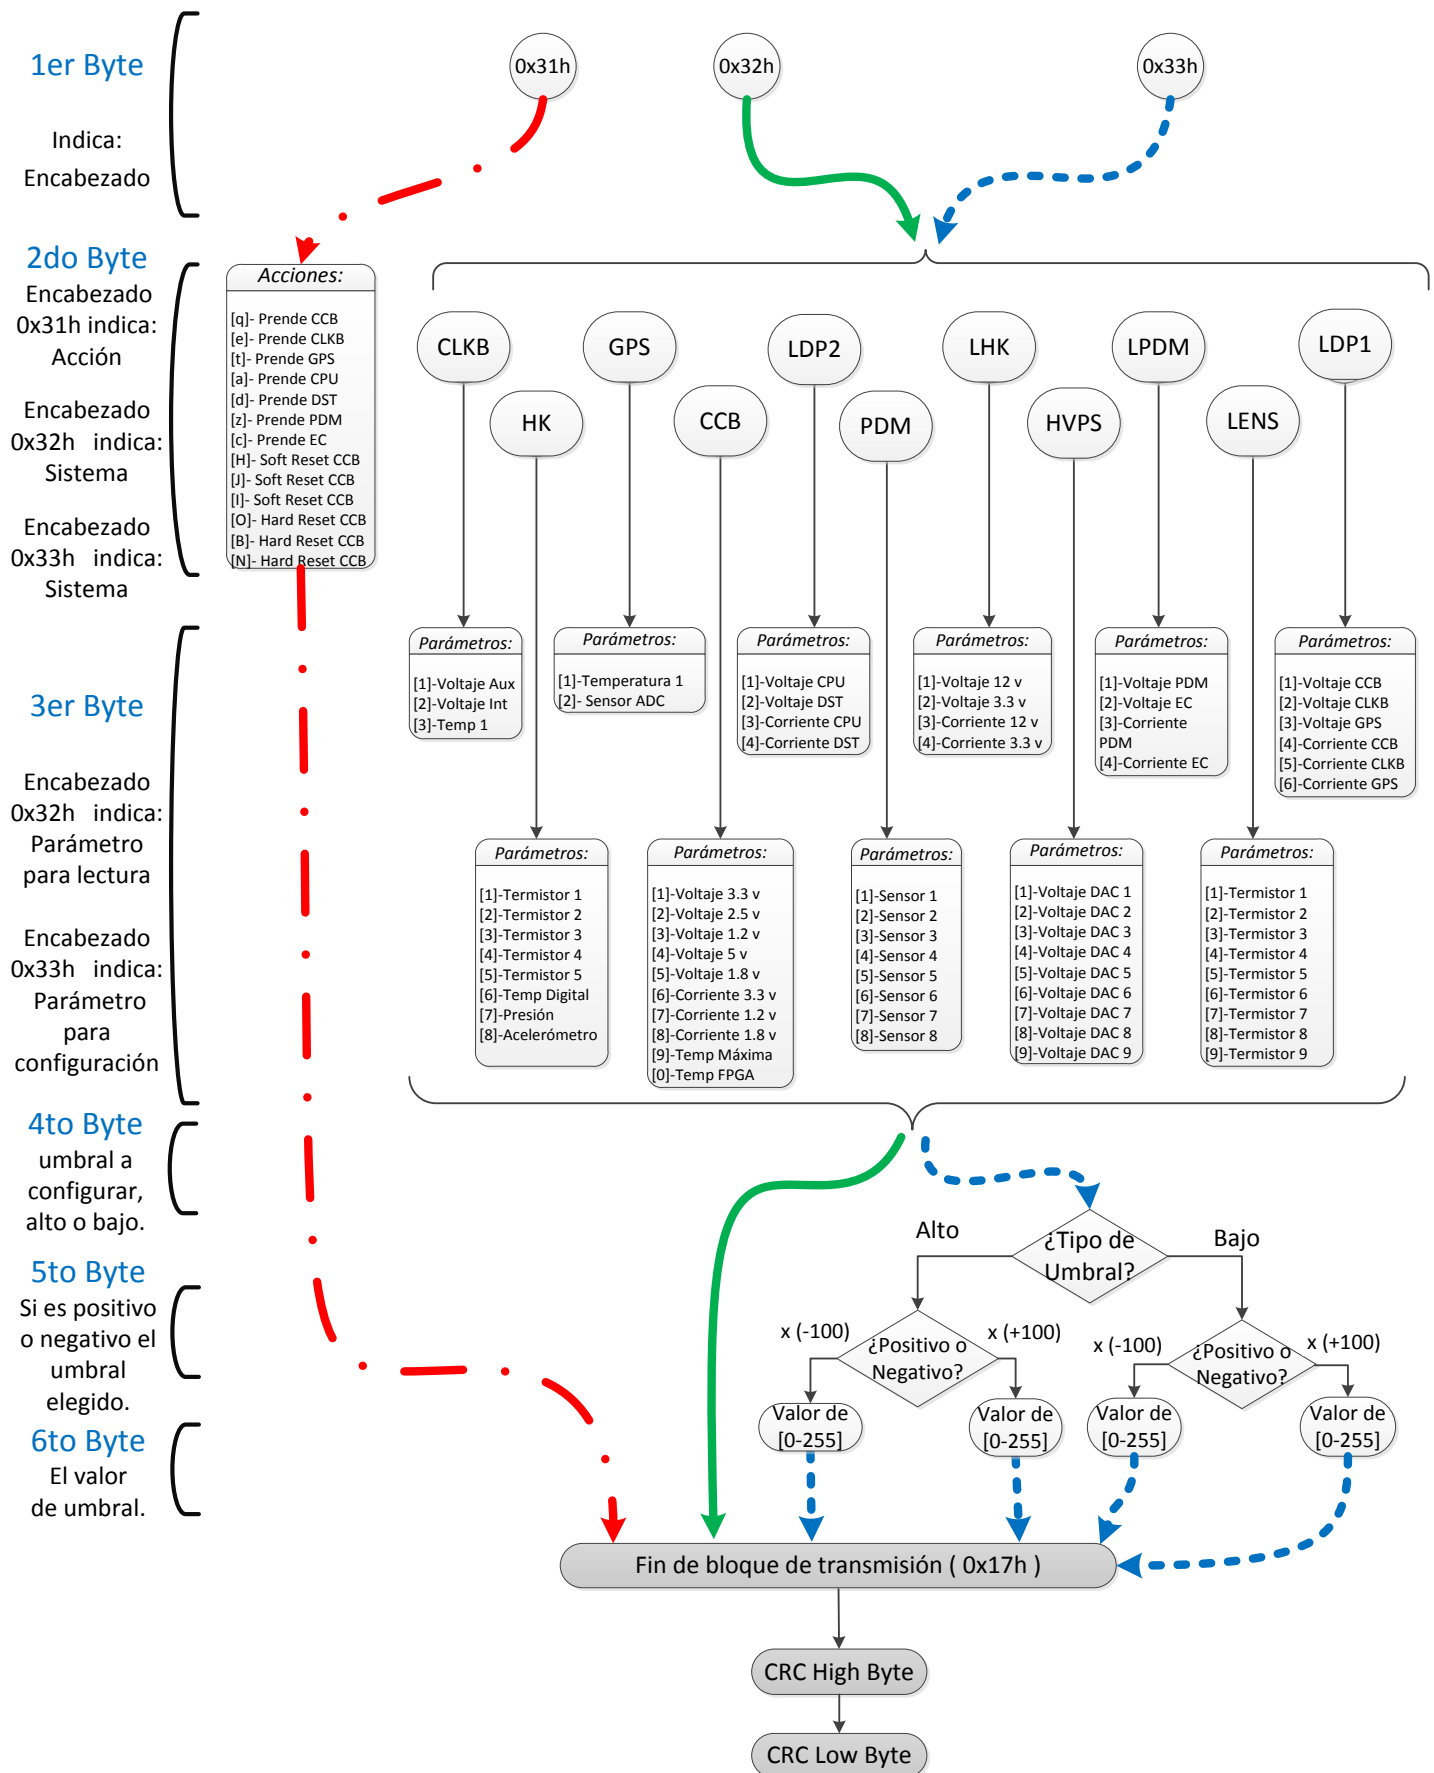 1er Byte
Indica:
Encabezado
0x31h
0x32h
0x33h
2do Byte
Encabezado
0x31h indica:
Acción
Encabezado
0x32h indica:
Sistema
Encabezado
0x33h indica:
Sistema
Acciones:
[q]- Prende CCB
[e]- Prende CLKB
[t]- Prende GPS
[a]- Prende CPU
[d]- Prende DST
[z]- Prende PDM
[c]- Prende EC
[H]- Soft Reset CCB
[J]- Soft Reset CCB
[I]- Soft Reset CCB
[O]- Hard Reset CCB
[B]- Hard Reset CCB
[N]- Hard Reset CCB
CLKB
GPS
LDP2
LHK
LPDM
LDP1
HK
CCB
PDM
HVPS
LENS
3er Byte
Encabezado
0x32h indica:
Parámetro
para lectura
Encabezado
0x33h indica:
Parámetro
para
configuración
Parámetros:
[1]-Voltaje Aux
[2]-Voltaje Int
[3]-Temp 1
Parámetros:
[1]-Temperatura 1
[2]- Sensor ADC
Parámetros:
[1]-Voltaje CPU
[2]-Voltaje DST
[3]-Corriente CPU
[4]-Corriente DST
Parámetros:
[1]-Voltaje 12 v
[2]-Voltaje 3.3 v
[3]-Corriente 12 v
[4]-Corriente 3.3 v
Parámetros:
[1]-Voltaje PDM
[2]-Voltaje EC
[3]-Corriente
PDM
[4]-Corriente EC
Parámetros:
[1]-Voltaje CCB
[2]-Voltaje CLKB
[3]-Voltaje GPS
[4]-Corriente CCB
[5]-Corriente CLKB
[6]-Corriente GPS
Parámetros:
[1]-Termistor 1
[2]-Termistor 2
[3]-Termistor 3
[4]-Termistor 4
[5]-Termistor 5
[6]-Temp Digital
[7]-Presión
[8]-Acelerómetro
Parámetros:
[1]-Voltaje 3.3 v
[2]-Voltaje 2.5 v
[3]-Voltaje 1.2 v
[4]-Voltaje 5 v
[5]-Voltaje 1.8 v
[6]-Corriente 3.3 v
[7]-Corriente 1.2 v
[8]-Corriente 1.8 v
[9]-Temp Máxima
[0]-Temp FPGA
Parámetros:
[1]-Sensor 1
[2]-Sensor 2
[3]-Sensor 3
[4]-Sensor 4
[5]-Sensor 5
[6]-Sensor 6
[7]-Sensor 7
[8]-Sensor 8
Parámetros:
[1]-Voltaje DAC 1
[2]-Voltaje DAC 2
[3]-Voltaje DAC 3
[4]-Voltaje DAC 4
[5]-Voltaje DAC 5
[6]-Voltaje DAC 6
[7]-Voltaje DAC 7
[8]-Voltaje DAC 8
[9]-Voltaje DAC 9
Parámetros:
[1]-Termistor 1
[2]-Termistor 2
[3]-Termistor 3
[4]-Termistor 4
[5]-Termistor 5
[6]-Termistor 6
[7]-Termistor 7
[8]-Termistor 8
[9]-Termistor 9
4to Byte
umbral a
configurar,
alto o bajo.
Alto
¿Tipo de
Umbral?
Bajo
5to Byte
Si es positivo
o negativo el
umbral
elegido.
x (-100)
¿Positivo o
Negativo?
x (+100)
x (-100)
¿Positivo o
Negativo?
x (+100)
6to Byte
El valor
de umbral.
Valor de
[0-255]
Valor de
[0-255]
Valor de
[0-255]
Valor de
[0-255]
Fin de bloque de transmisión ( 0x17h )
CRC High Byte
CRC Low Byte